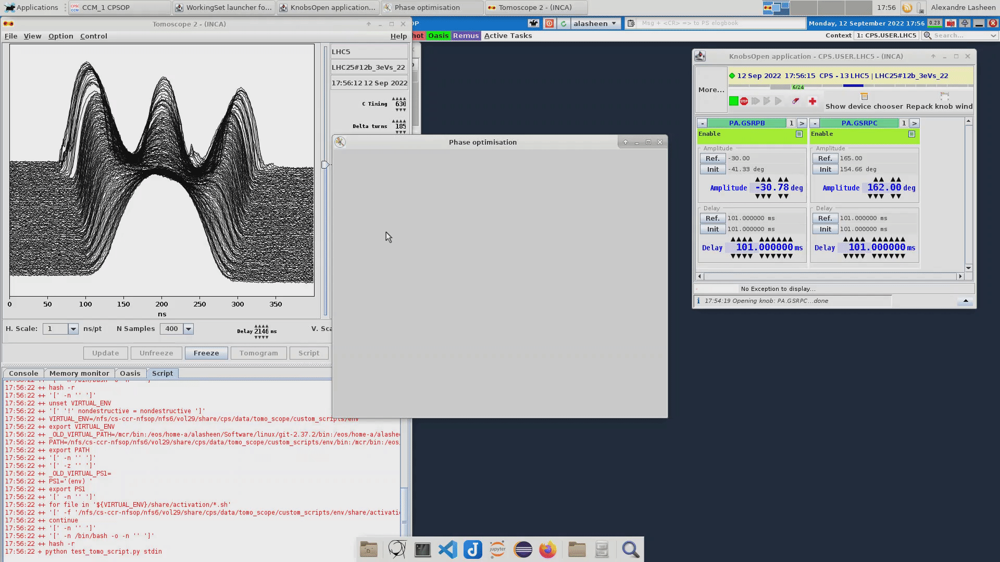 Applications
CCM_1 CPSOP
WorkingSet launcher fo...
KnobsOpen application...
Phase optimisation
Tomoscope 2 - (INCA)
17:56
Alexandre Lasheen
Tomoscope 2 - (INCA)
OP
alasheen
Msg + <CR> => to PS elogbook
Monday, 12 September 2022 17:56
0.23
File View Option Control Help
hot Oasis Remus Active Tasks
Context 1: CPS.USER.LHC5
Search...
LHC5
LHC25#12b_3eVs_22
17:56:12 12 Sep 2022
C Timing 630
Delta turns 185
0 50 100 150 200 250 300 350
ns
H. Scale: 1 ns/pt N Samples 400 Delay 2146 ns V. Sca
Update Unfreeze Freeze Tomogram Script
Phase optimisation
KnobsOpen application - CPS.USER.LHC5 - (INCA)
More...
12 Sep 2022 17:56:15 CPS - 13 LHC5 | LHC25#12b_3eVs_22
6/24
STOP
Show device chooser Repack knob wind
- PA.GSRPB 1 > - PA.GSRPC 1 >
Enable Enable
Amplitude Amplitude
Ref. -30.00 Ref. 165.00
Init -41.33 deg Init 154.66 deg
Amplitude -30.78 deg Amplitude 162.00 deg
Delay Delay
Ref. 101.000000 ms Ref. 101.000000 ms
Init 101.000000 ms Init 101.000000 ms
Delay 101.000000 ms Delay 101.000000 ms
- No Exception to display...
17:54:19 Opening knob: PA.GSRPC...done
Console Memory monitor Oasis Script
17:56:22 ++ hash -r
17:56:22 ++ '[' -n '' ']'
17:56:22 ++ unset VIRTUAL_ENV
17:56:22 ++ '[' '!' nondestructive = nondestructive ']'
17:56:22 ++ VIRTUAL_ENV=/nfs/cs-ccr-nfsop/nfs6/vol29/share/cps/data/tomo_scope/custom_scripts/env
17:56:22 ++ export VIRTUAL_ENV
17:56:22 ++ _OLD_VIRTUAL_PATH=/mcr/bin:/eos/home-a/alasheen/Software/linux/git-2.37.2/bin:/eos/home-a/alashee
17:56:22 ++ PATH=/nfs/cs-ccr-nfsop/nfs6/vol29/share/cps/data/tomo_scope/custom_scripts/env/bin:/mcr/bin:/eos,
17:56:22 ++ export PATH
17:56:22 ++ '[' -n '' ']'
17:56:22 ++ '[' -z '' ']'
17:56:22 ++ _OLD_VIRTUAL_PS1=
17:56:22 ++ PS1='(env) '
17:56:22 ++ export PS1
17:56:22 ++ '[' -n '' ']'
17:56:22 ++ for file in '${VIRTUAL_ENV}/share/activation/*.sh'
17:56:22 ++ '[' -f '/nfs/cs-ccr-nfsop/nfs6/vol29/share/cps/data/tomo_scope/custom_scripts/env/share/activati
17:56:22 ++ continue
17:56:22 ++ '[' -n '' ']'
17:56:22 ++ '[' -n /bin/bash -o -n '' ']'
17:56:22 ++ hash -r
17:56:22 + python test_tomo_script.py stdin
jupyter